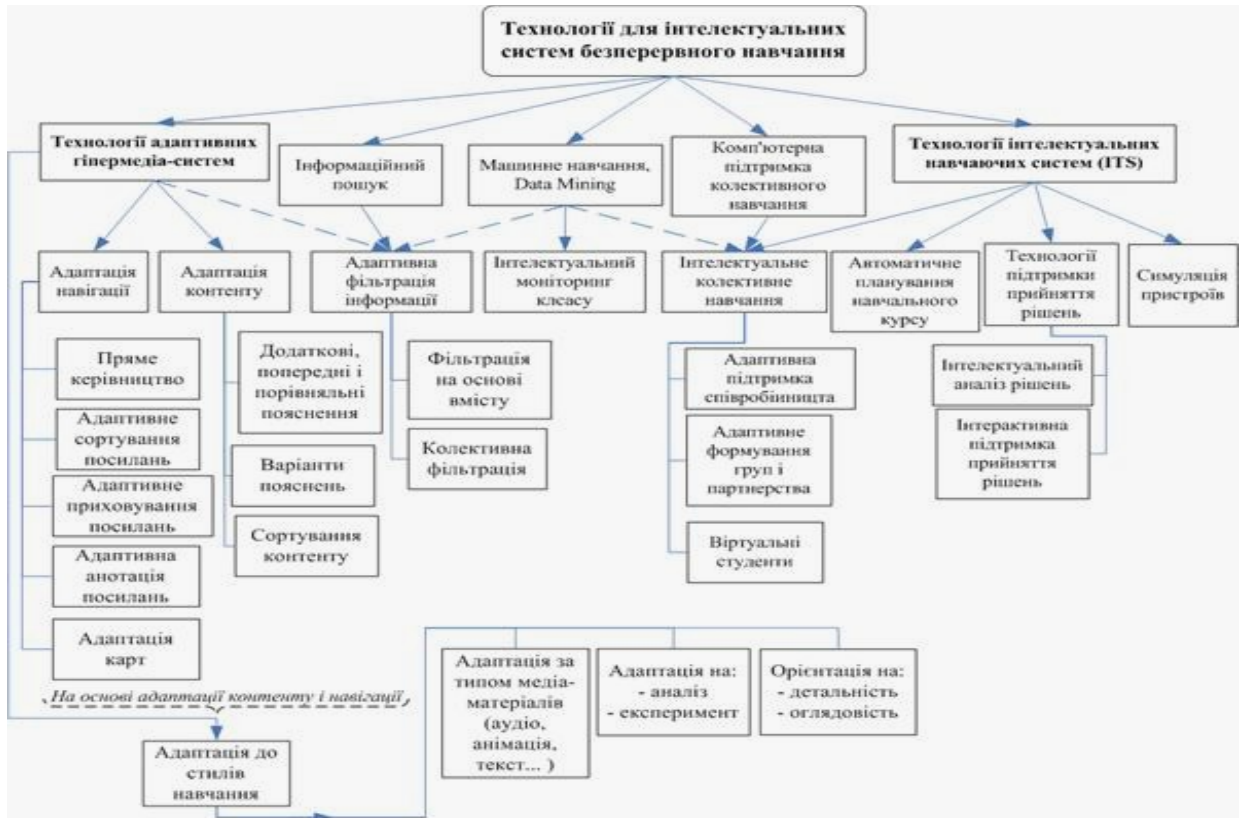 Технології для інтелектуальних
систем безперервного навчання
Технології адаптивних
гіпермедіа-систем
Інформаційний
пошук
Машинне навчання,
Data Mining
Комп'ютерна
підтримка
колективного
навчання
Технології інтелектуальних
навчаючих систем (ITS)
Адаптація
навігації
Адаптація
контенту
Адаптивна
фільтрація
інформації
Інтелектуальний
моніторинг
клсасу
Інтелектуальне
колективне
навчання
Автоматичне
планування
навчального
курсу
Технології
підтримки
прийняття
рішень
Симуляція
пристроїв
Пряме
керівництво
Адаптивне
сортування
посилань
Адаптивне
приховування
посилань
Адаптивна
анотація
посилань
Адаптація
карт
Додаткові,
попередні і
порівняльні
пояснення
Варіанти
пояснень
Сортування
контенту
Фільтрація
на основі
вмісту
Колективна
фільтрація
Адаптивна
підтримка
співробіиницта
Адаптивне
формування
груп і
партнерства
Віртуальні
студенти
Інтелектуальний
аналіз рішень
Інтерактивна
підтримка
прийняття
рішень
На основі адаптації контенту і навігації
Адаптація до
стилів
навчання
Адаптація за
типом медіа-
матеріалів
(аудіо,
анімація,
текст... )
Адаптація на:
- аналіз
- експеримент
Орієнтація на:
- детальність
- оглядовість